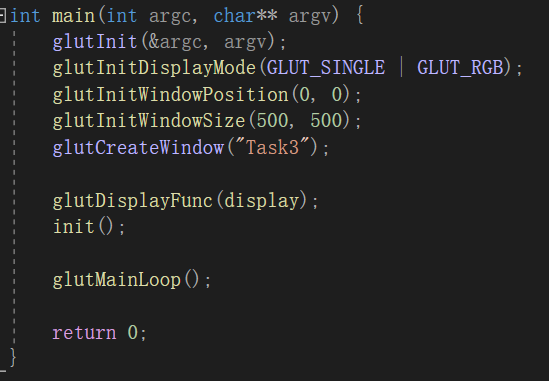 int main(int argc, char** argv) {
glutInit(&argc, argv);
glutInitDisplayMode(GLUT_SINGLE | GLUT_RGB);
glutInitWindowPosition(0, 0);
glutInitWindowSize(500, 500);
glutCreateWindow("Task3");
glutDisplayFunc(display);
init();
glutMainLoop();
return 0;
}